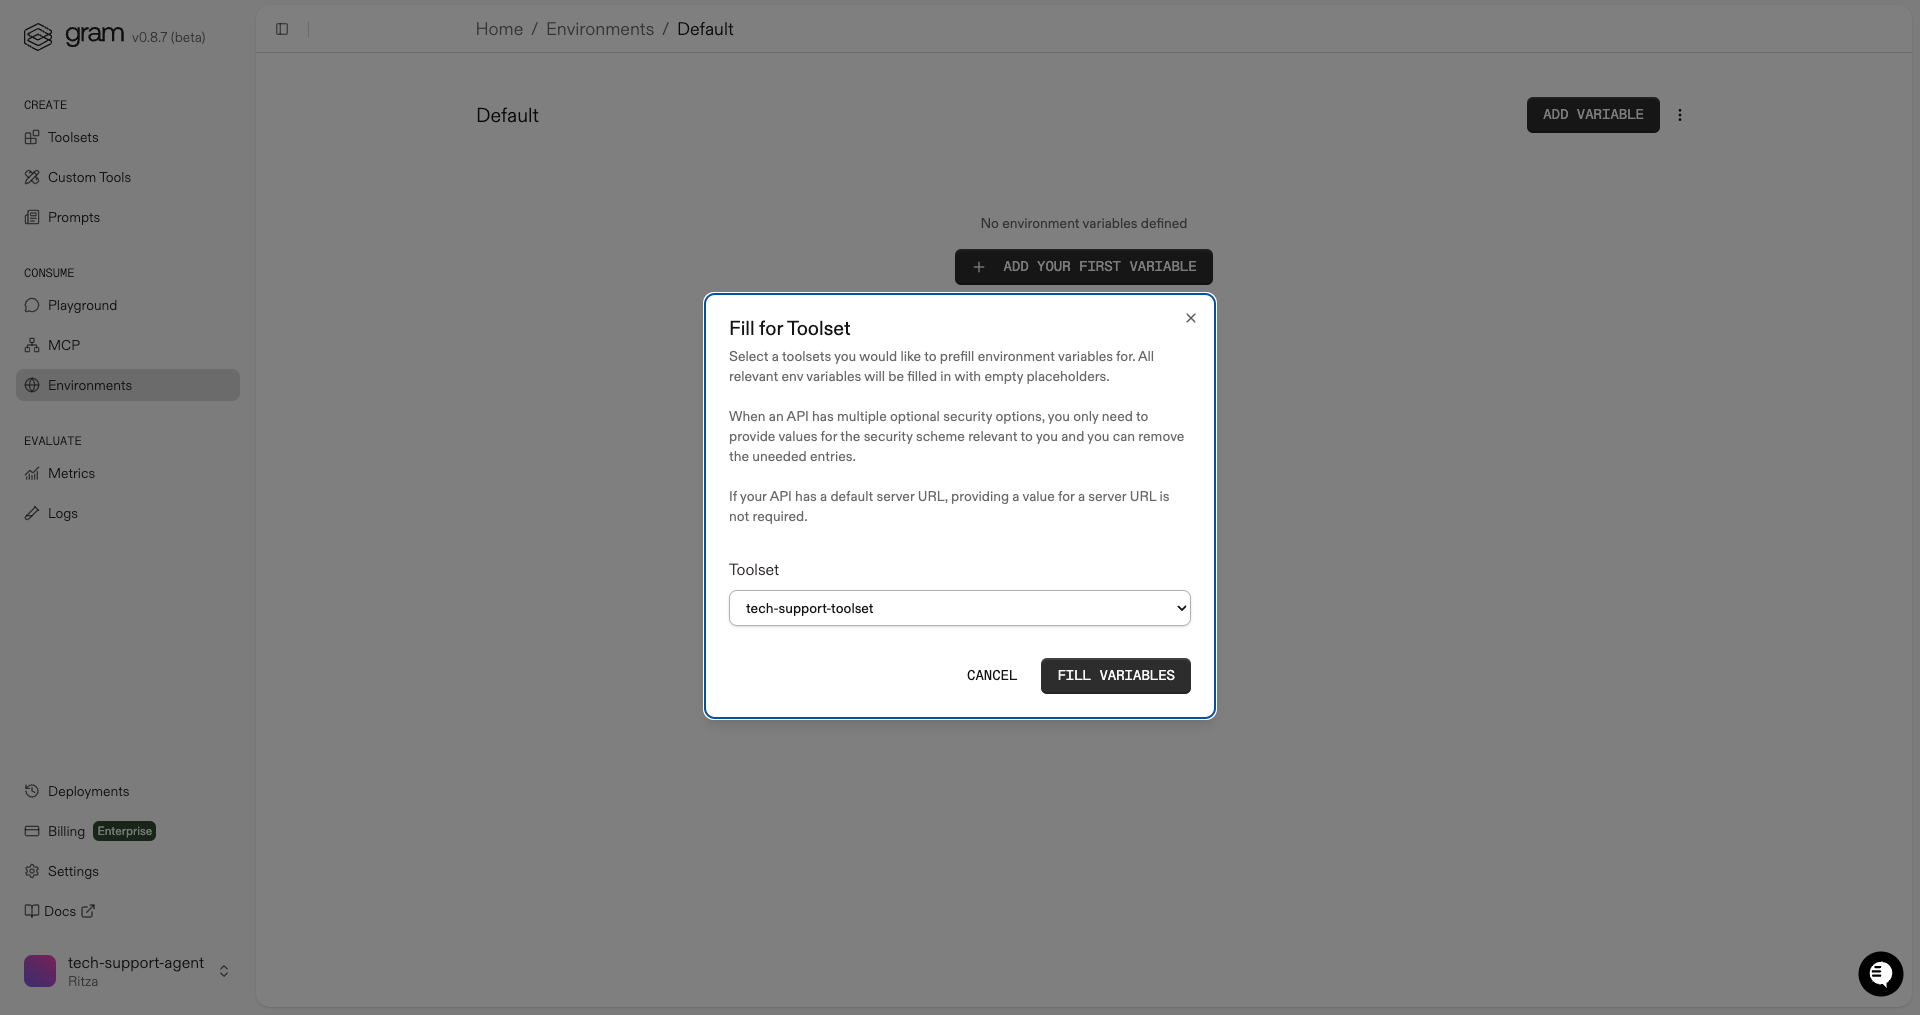 gram v0.8.7 (beta)
CREATE
Toolsets
Custom Tools
Prompts
CONSUME
Playground
MCP
Environments
EVALUATE
Metrics
Logs
Deployments
Billing Enterprise
Settings
Docs
tech-support-agent
Ritza
Home / Environments / Default
Default
ADD VARIABLE
No environment variables defined
ADD YOUR FIRST VARIABLE
Fill for Toolset
Select a toolsets you would like to prefill environment variables for. All
relevant env variables will be filled in with empty placeholders.
When an API has multiple optional security options, you only need to
provide values for the security scheme relevant to you and you can remove
the uneeded entries.
If your API has a default server URL, providing a value for a server URL is
not required.
Toolset
tech-support-toolset
CANCEL
FILL VARIABLES